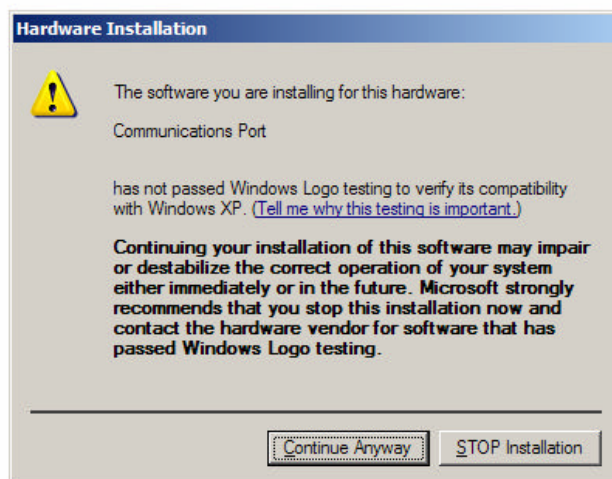 Hardware Installation
The software you are installing for this hardware:
Communications Port
has not passed Windows Logo testing to verify its compatibility
with Windows XP. (Tell me why this testing is important.)
Continuing your installation of this software may impair
or destabilize the correct operation of your system
either immediately or in the future. Microsoft strongly
recommends that you stop this installation now and
contact the hardware vendor for software that has
passed Windows Logo testing.
Continue Anyway
STOP Installation